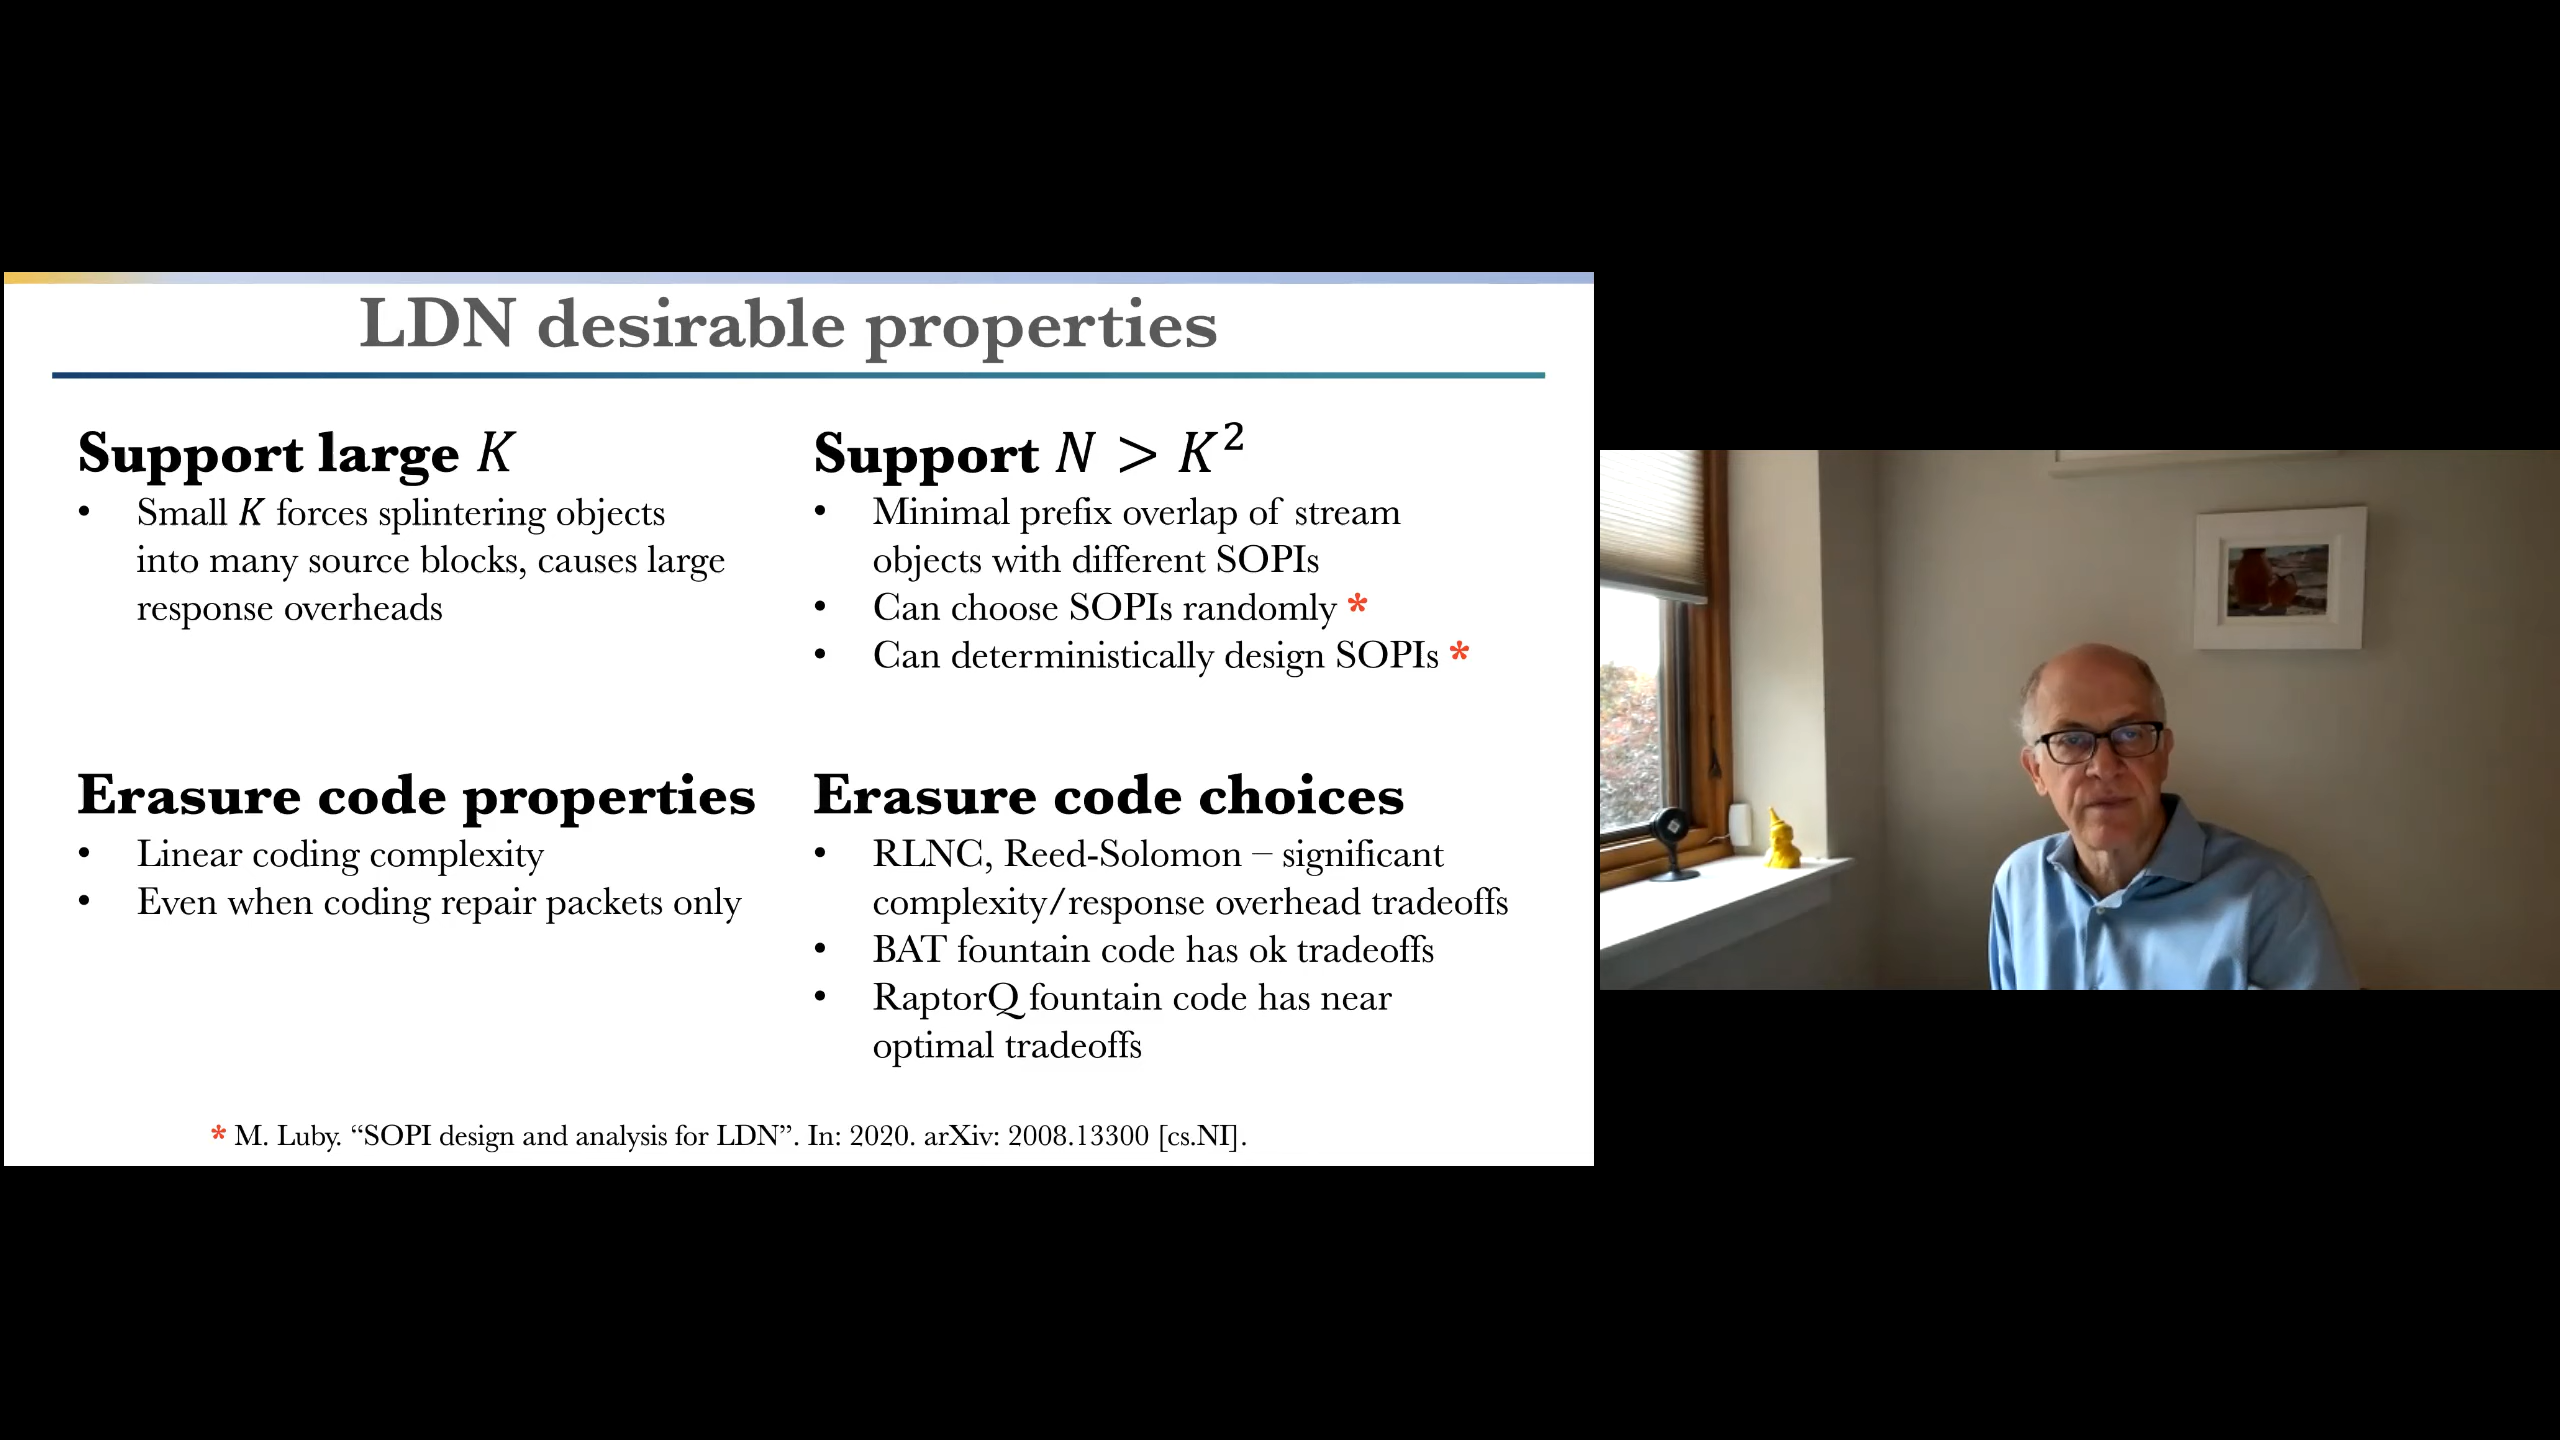 LDN desirable properties
Support large K
• Small K forces splintering objects
into many source blocks, causes large
response overheads
Support N > K²
• Minimal prefix overlap of stream
objects with different SOPIs
• Can choose SOPIs randomly *
• Can deterministically design SOPIs *
Erasure code properties
• Linear coding complexity
• Even when coding repair packets only
Erasure code choices
• RLNC, Reed-Solomon – significant
complexity/response overhead tradeoffs
• BAT fountain code has ok tradeoffs
• RaptorQ fountain code has near
optimal tradeoffs
* M. Luby. “SOPI design and analysis for LDN”. In: 2020. arXiv: 2008.13300 [cs.NI].